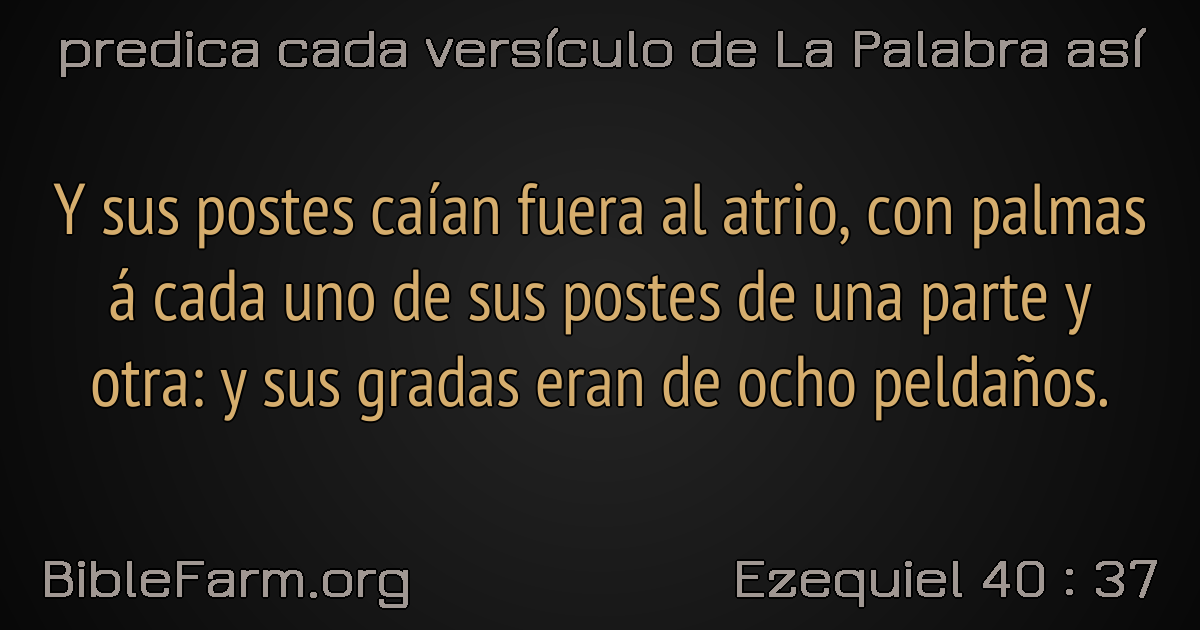 predica cada versículo de La Palabra así
Y sus postes caían fuera al atrio, con palmas
á cada uno de sus postes de una parte y
otra: y sus gradas eran de ocho peldaños.
BibleFarm.org
Ezequiel 40 : 37